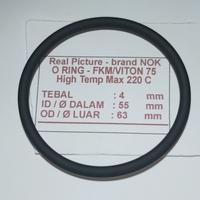 Real Picture - brand NOK
O RING - FKM/VITON 75
High Temp Max 220 C
TEBAL : 4 mm
ID / Ø DALAM : 55 mm
OD / Ø LUAR : 63 mm